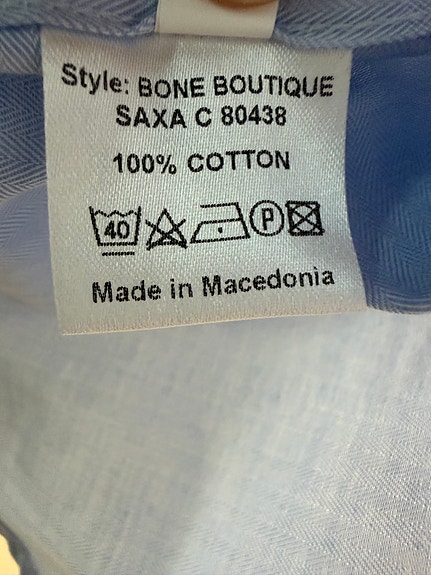 Style: BONE BOUTIQUE
SAXA C 80438
100% COTTON
40 P
Made in Macedonia